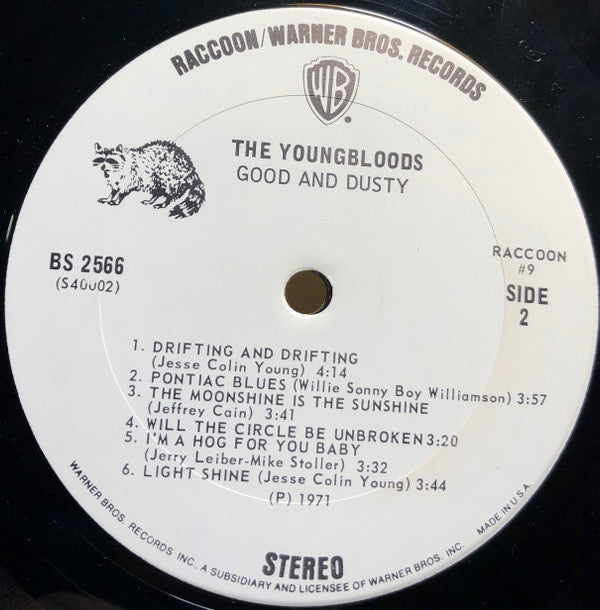 RACCOON/WARNER BROS. RECORDS
WB
THE YOUNGBLOODS
GOOD AND DUSTY
BS 2566
(S40002)
RACCOON
#9
SIDE
2
1. DRIFTING AND DRIFTING
(Jesse Colin Young) 4:14
2. PONTIAC BLUES (Willie Sonny Boy Williamson) 3:57
3. THE MOONSHINE IS THE SUNSHINE
(Jeffrey Cain) 3:41
4. WILL THE CIRCLE BE UNBROKEN 3:20
5. I'M A HOG FOR YOU BABY
(Jerry Leiber-Mike Stoller) 3:32
6. LIGHT SHINE (Jesse Colin Young) 3:44
(P) 1971
STEREO
WARNER BROS. RECORDS INC., A SUBSIDIARY AND LICENSEE OF WARNER BROS. INC. MADE IN U.S.A.